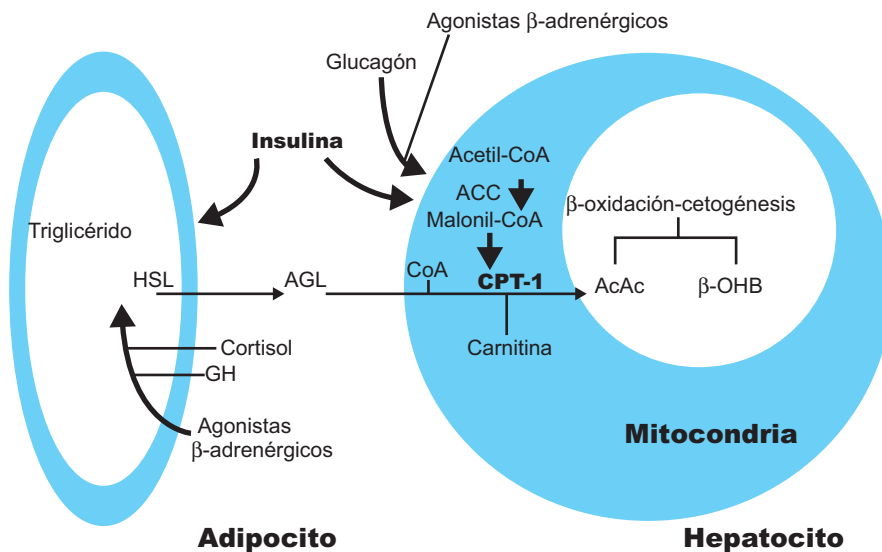 Agonistas β-adrenérgicos
Glucagón
Insulina
Acetil-CoA
ACC
Malonil-CoA
β-oxidación-cetogénesis
Triglicérido
HSL
AGL
CoA
CPT-1
AcAc
β-OHB
Cortisol
GH
Carnitina
Agonistas
β-adrenérgicos
Mitocondria
Adipocito
Hepatocito